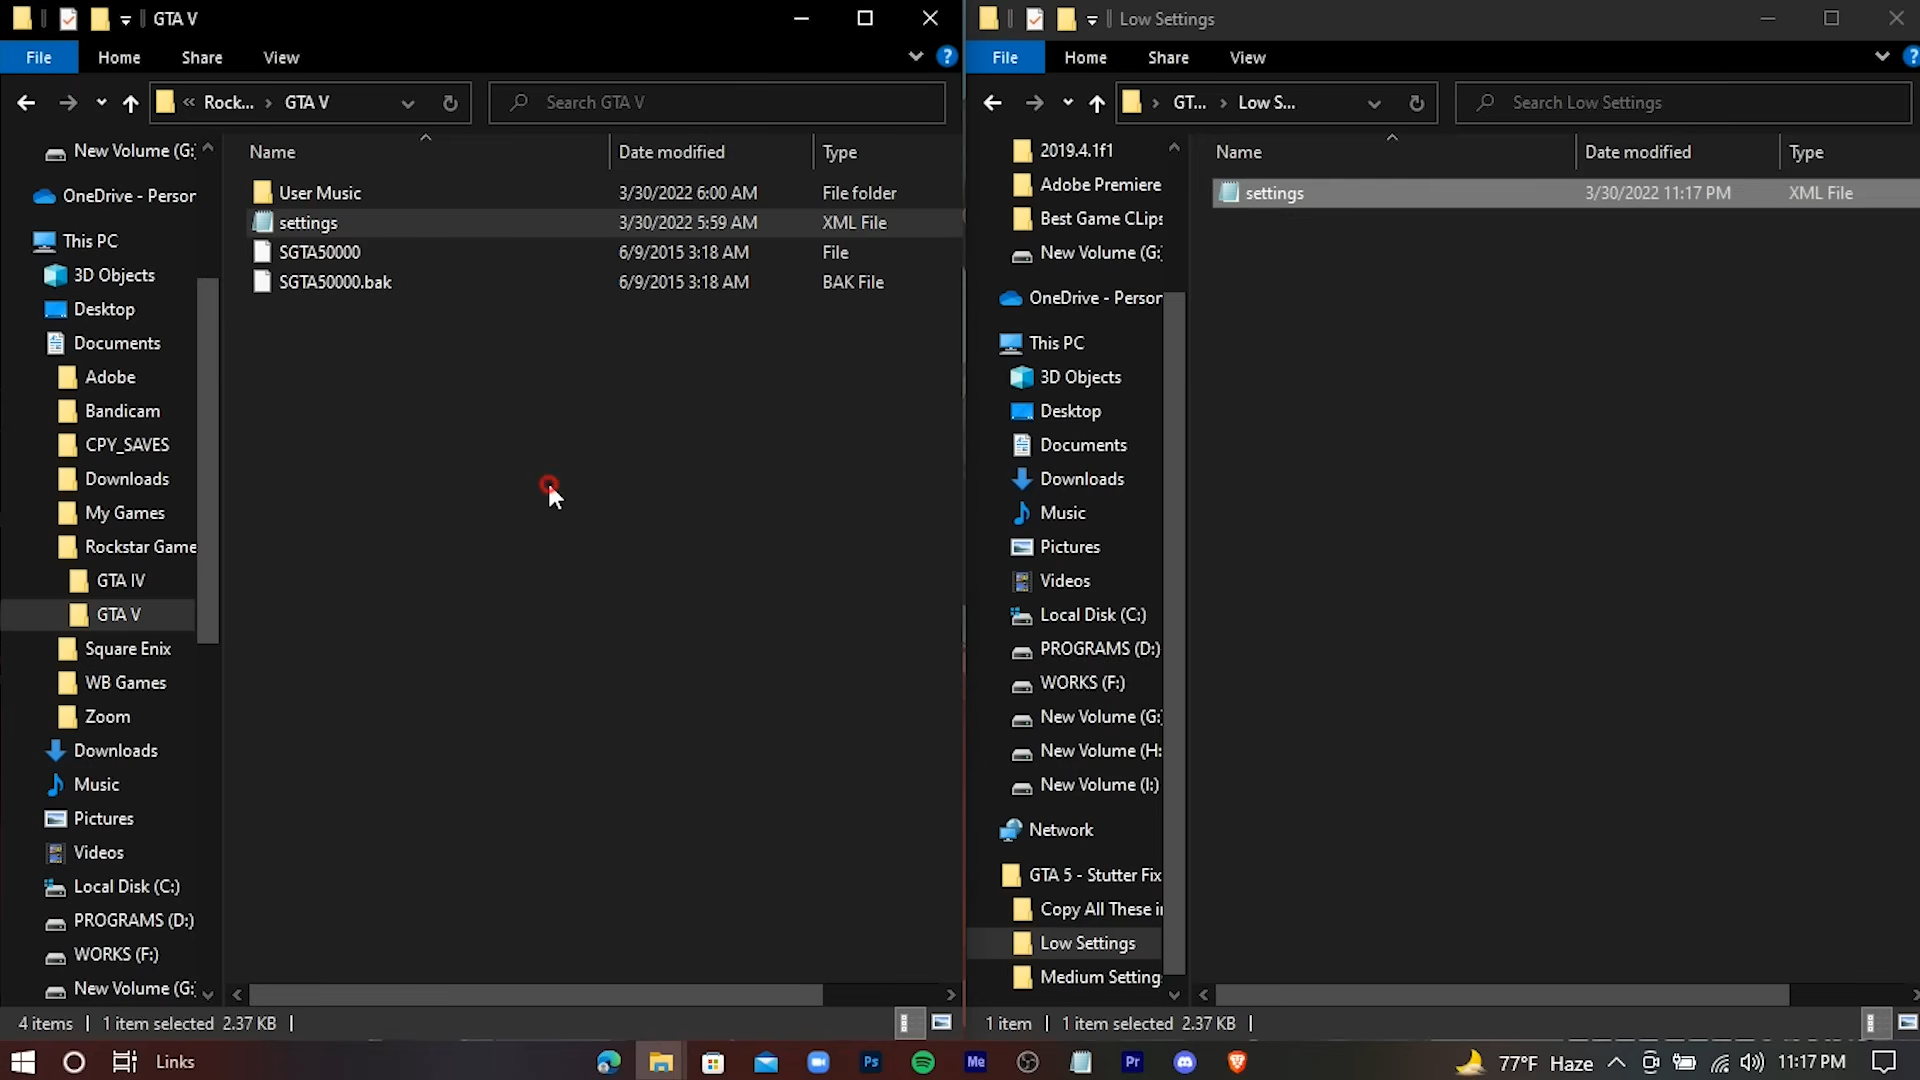 GTA V
File Home Share View
« Rock... › GTA V
Search GTA V
New Volume (G:
OneDrive - Person
This PC
3D Objects
Desktop
Documents
Adobe
Bandicam
CPY_SAVES
Downloads
My Games
Rockstar Game
GTA IV
GTA V
Square Enix
WB Games
Zoom
Downloads
Music
Pictures
Videos
Local Disk (C:)
PROGRAMS (D:)
WORKS (F:)
New Volume (G:
Name Date modified Type
User Music 3/30/2022 6:00 AM File folder
settings 3/30/2022 5:59 AM XML File
SGTA50000 6/9/2015 3:18 AM File
SGTA50000.bak 6/9/2015 3:18 AM BAK File
4 items 1 item selected 2.37 KB
Low Settings
File Home Share View
› GT... › Low S...
Search Low Settings
2019.4.1f1
Adobe Premiere
Best Game CLips
New Volume (G:
OneDrive - Person
This PC
3D Objects
Desktop
Documents
Downloads
Music
Pictures
Videos
Local Disk (C:)
PROGRAMS (D:)
WORKS (F:)
New Volume (G:
New Volume (H:
New Volume (I:)
Network
GTA 5 - Stutter Fix
Copy All These i
Low Settings
Medium Setting
Name Date modified Type
settings 3/30/2022 11:17 PM XML File
1 item 1 item selected 2.37 KB
Links
Ps
Me
Pr
77°F Haze
11:17 PM